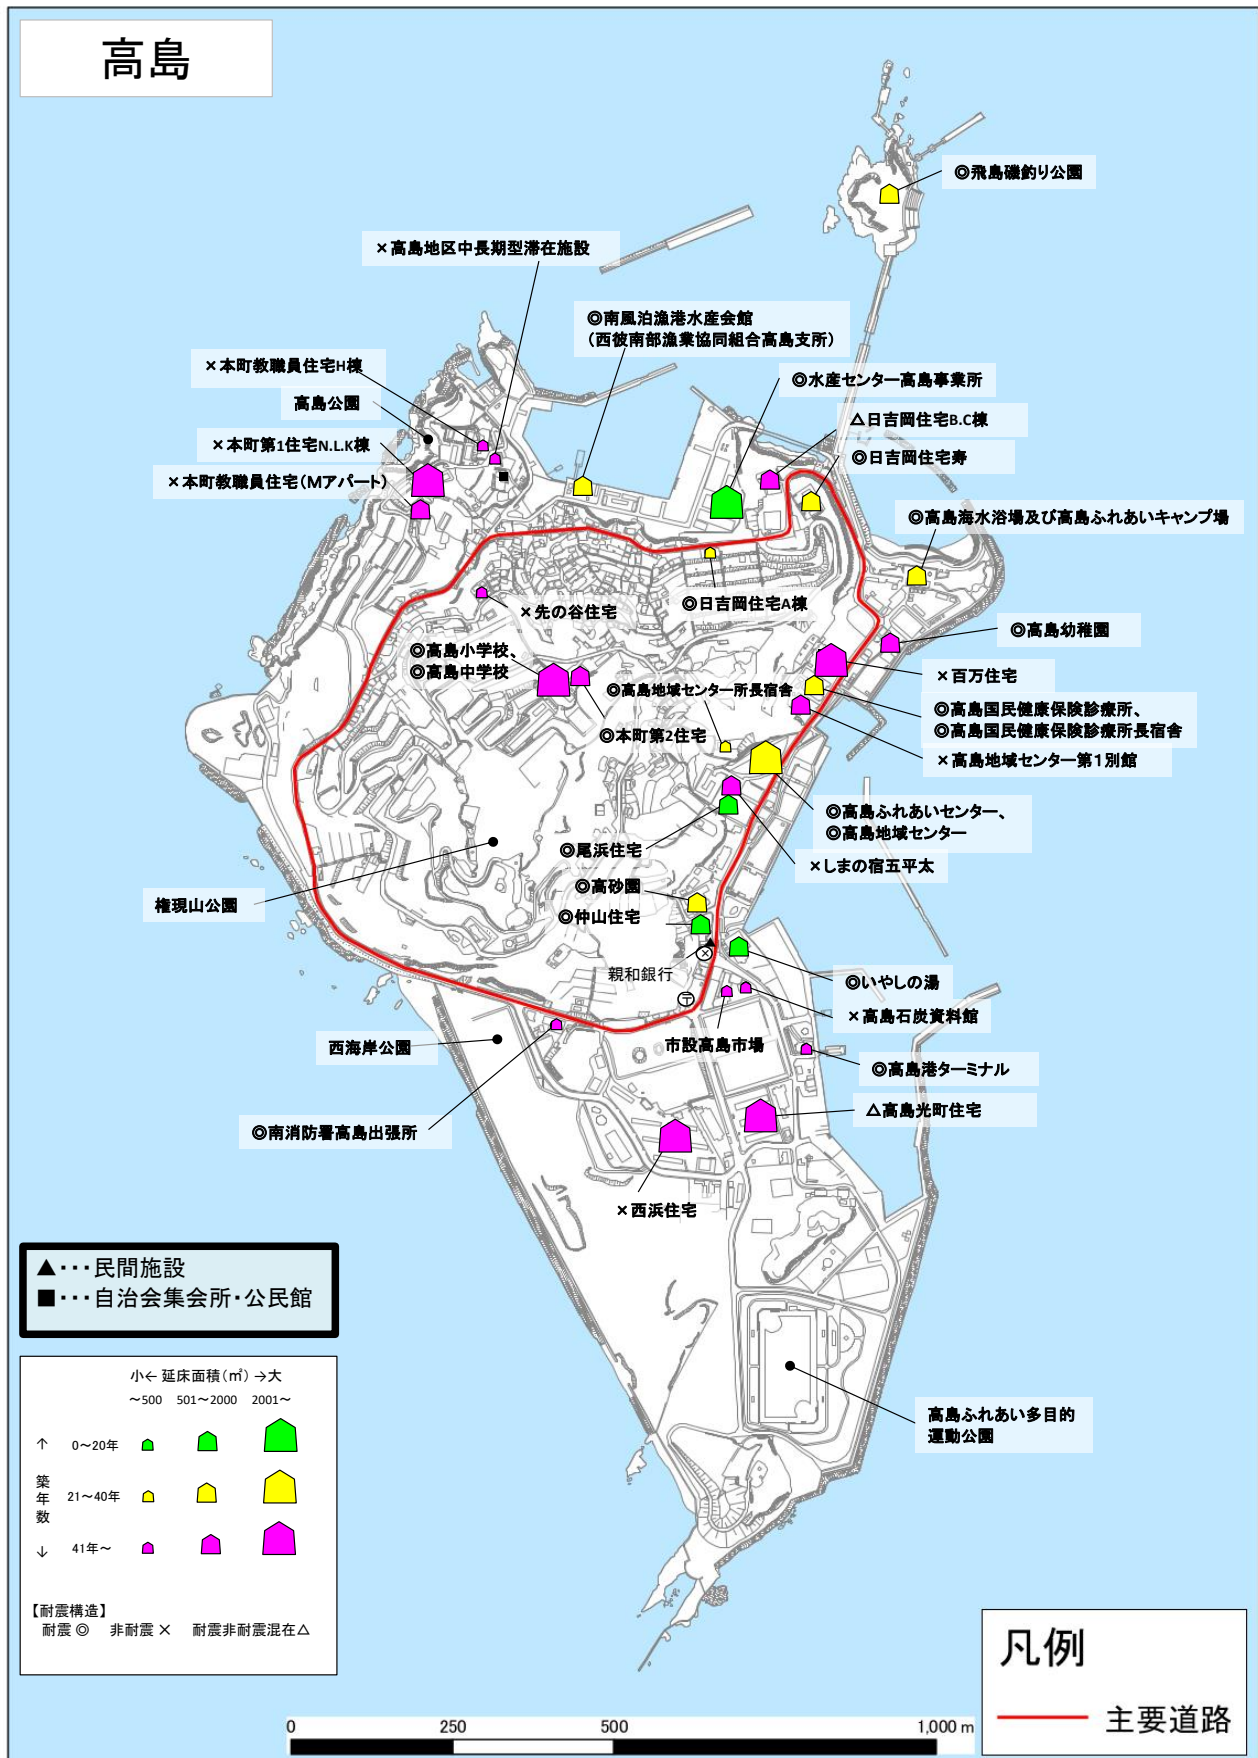 高島
◎飛島磯釣り公園
×高島地区中長期型滞在施設
◎南風泊漁港水産会館
(西彼南部漁業協同組合高島支所)
×本町教職員住宅H棟
◎水産センター高島事業所
高島公園
△日吉岡住宅B.C棟
×本町第1住宅N.L.K棟
◎日吉岡住宅寿
×本町教職員住宅(Mアパート)
◎高島海水浴場及び高島ふれあいキャンプ場
◎日吉岡住宅A棟
×先の谷住宅
◎高島幼稚園
◎高島小学校、
◎高島中学校
×百万住宅
◎高島地域センター所長宿舎
◎高島国民健康保険診療所、
◎高島国民健康保険診療所長宿舎
◎本町第2住宅
×高島地域センター第1別館
◎高島ふれあいセンター、
◎高島地域センター
◎尾浜住宅
×しまの宿五平太
◎高砂園
権現山公園
◎仲山住宅
親和銀行
◎いやしの湯
×高島石炭資料館
西海岸公園
市設高島市場
◎高島港ターミナル
△高島光町住宅
◎南消防署高島出張所
×西浜住宅
▲・・・民間施設
■・・・自治会集会所・公民館
小← 延床面積(㎡) →大
～500 501～2000 2001～
↑
0～20年
築年数
21～40年
↓
41年～
【耐震構造】
耐震 ◎ 非耐震 × 耐震非耐震混在△
高島ふれあい多目的
運動公園
凡例
主要道路
0 250 500 1,000 m